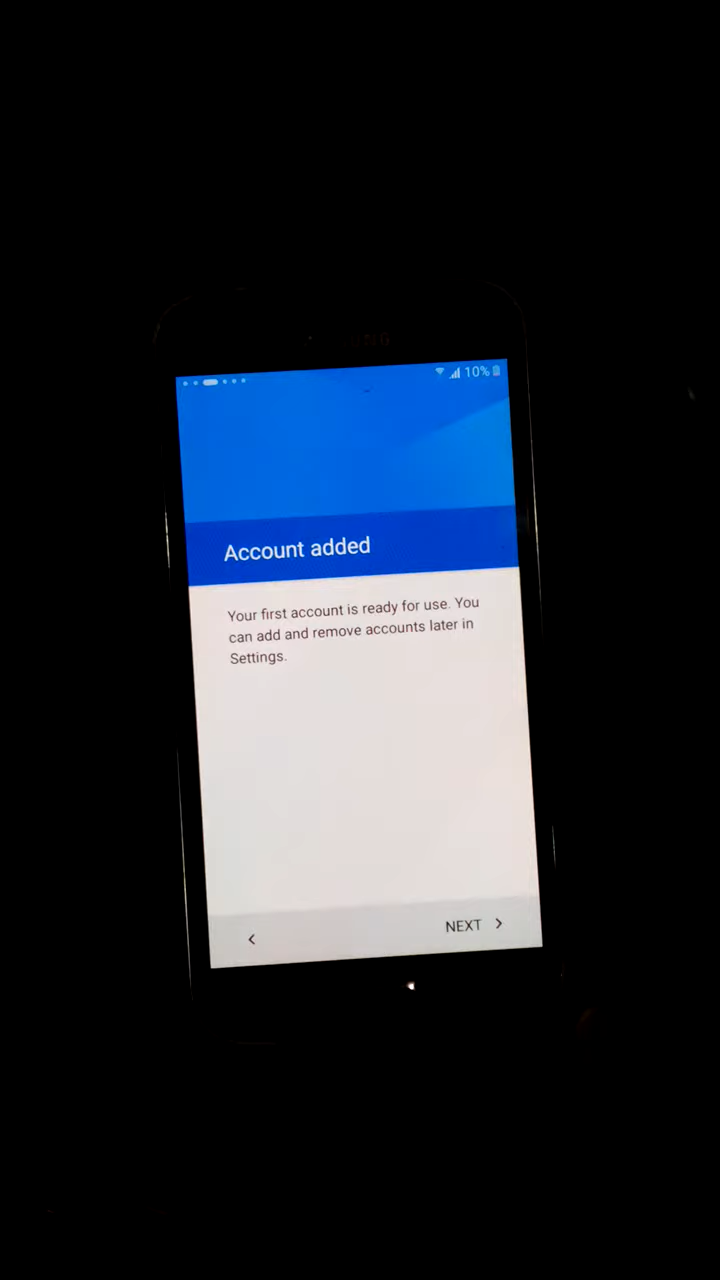 10%
Account added
Your first account is ready for use. You
can add and remove accounts later in
Settings.
NEXT